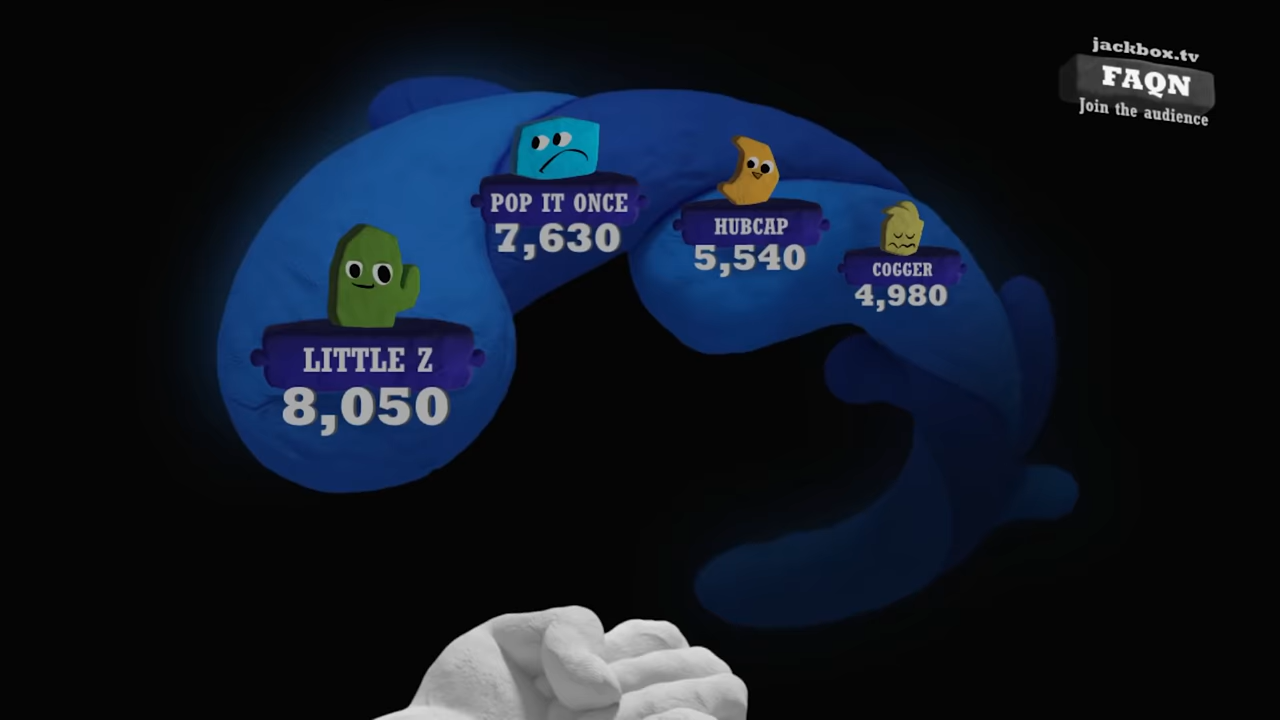 jackbox.tv
FAQN
Join the audience
POP IT ONCE
7,630
HUBCAP
5,540
COGGER
4,980
LITTLE Z
8,050